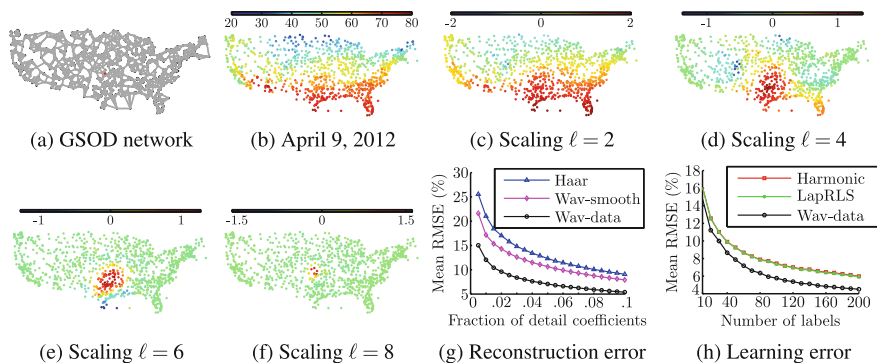 20 30 40 50 60 70 80
-2 0 2
-1 0 1
(a) GSOD network
(b) April 9, 2012
(c) Scaling ℓ = 2
(d) Scaling ℓ = 4
-1 0 1
(e) Scaling ℓ = 6
-1.5 0 1.5
(f) Scaling ℓ = 8
Mean RMSE (%)
30
25
20
15
10
5
Haar
Wav-smooth
Wav-data
.02 .04 .06 .08 .1
Fraction of detail coefficients
(g) Reconstruction error
Mean RMSE (%)
16
14
12
10
8
6
4
Harmonic
LapRLS
Wav-data
10 40 80 120 160 200
Number of labels
(h) Learning error